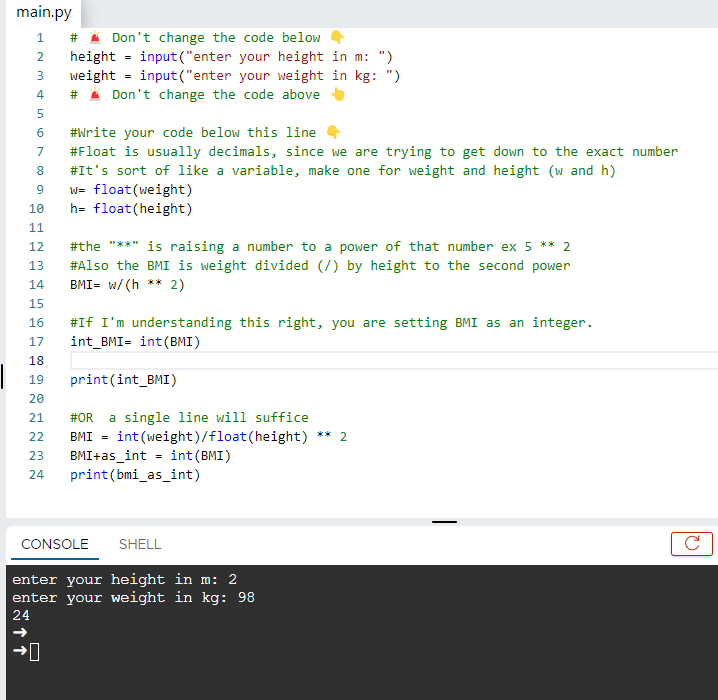 main.py
1 # 🚨 Don't change the code below 👇
2 height = input("enter your height in m: ")
3 weight = input("enter your weight in kg: ")
4 # 🚨 Don't change the code above 👆
5
6 #Write your code below this line 👇
7 #Float is usually decimals, since we are trying to get down to the exact number
8 #It's sort of like a variable, make one for weight and height (w and h)
9 w= float(weight)
10 h= float(height)
11
12 #the "**" is raising a number to a power of that number ex 5 ** 2
13 #Also the BMI is weight divided (/) by height to the second power
14 BMI= w/(h ** 2)
15
16 #If I'm understanding this right, you are setting BMI as an integer.
17 int_BMI= int(BMI)
18
19 print(int_BMI)
20
21 #OR  a single line will suffice
22 BMI = int(weight)/float(height) ** 2
23 BMI+as_int = int(BMI)
24 print(bmi_as_int)
CONSOLE SHELL
enter your height in m: 2
enter your weight in kg: 98
24
➜
➜